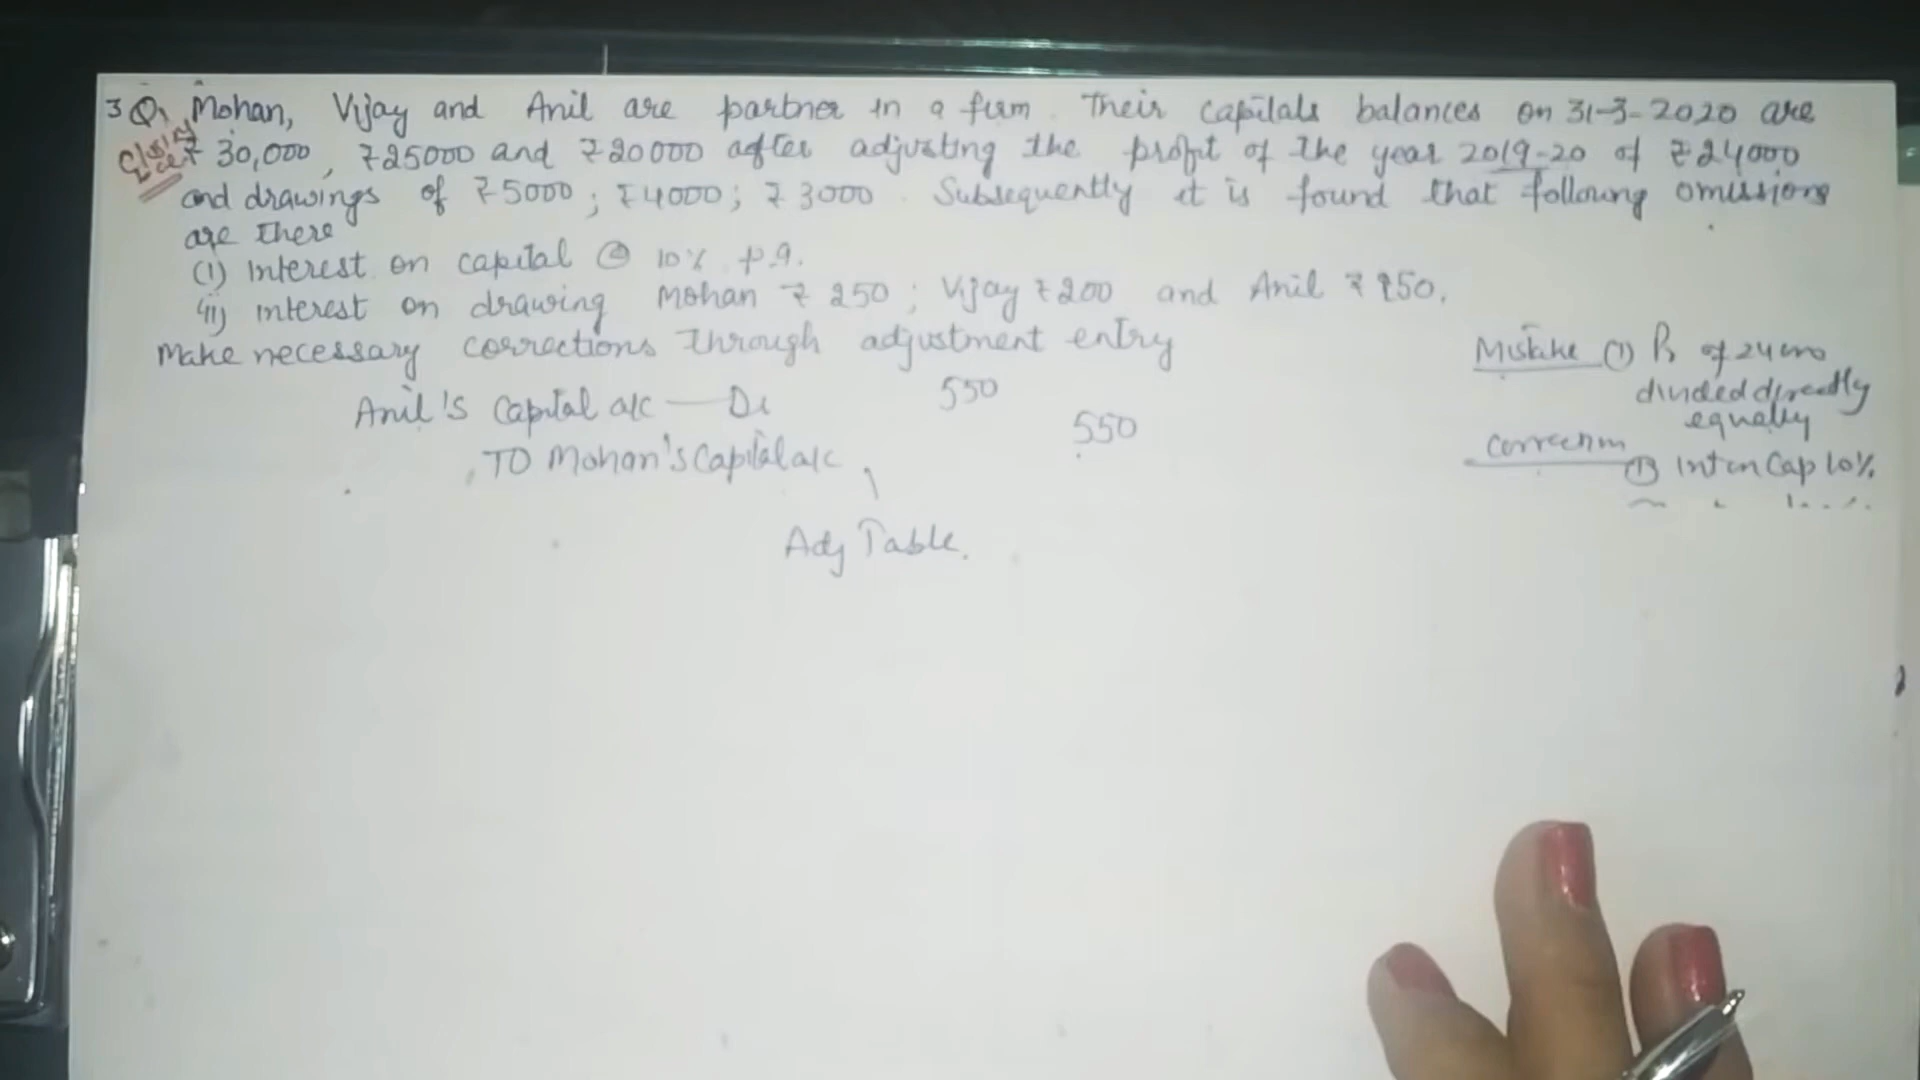 3 Q. Mohan, Vijay and Anil are partner in a firm. Their capitals balances on 31-3-2020 are
₹ 30,000, ₹25000 and ₹20000 after adjusting the profit of the year 2019-20 of ₹24000
and drawings of ₹5000; ₹4000; ₹3000. Subsequently it is found that following omissions
are there
(i) Interest on capital @ 10% p.a.
(ii) interest on drawing Mohan ₹ 250; Vijay ₹200 and Anil ₹150.
Make necessary corrections through adjustment entry
Anil's Capital a/c — Dr 550
To Mohan's Capital a/c 550
Adj Table.
Mistake (1) of 24000
divided directly
equally
Correction
(1) Int on Cap 10%